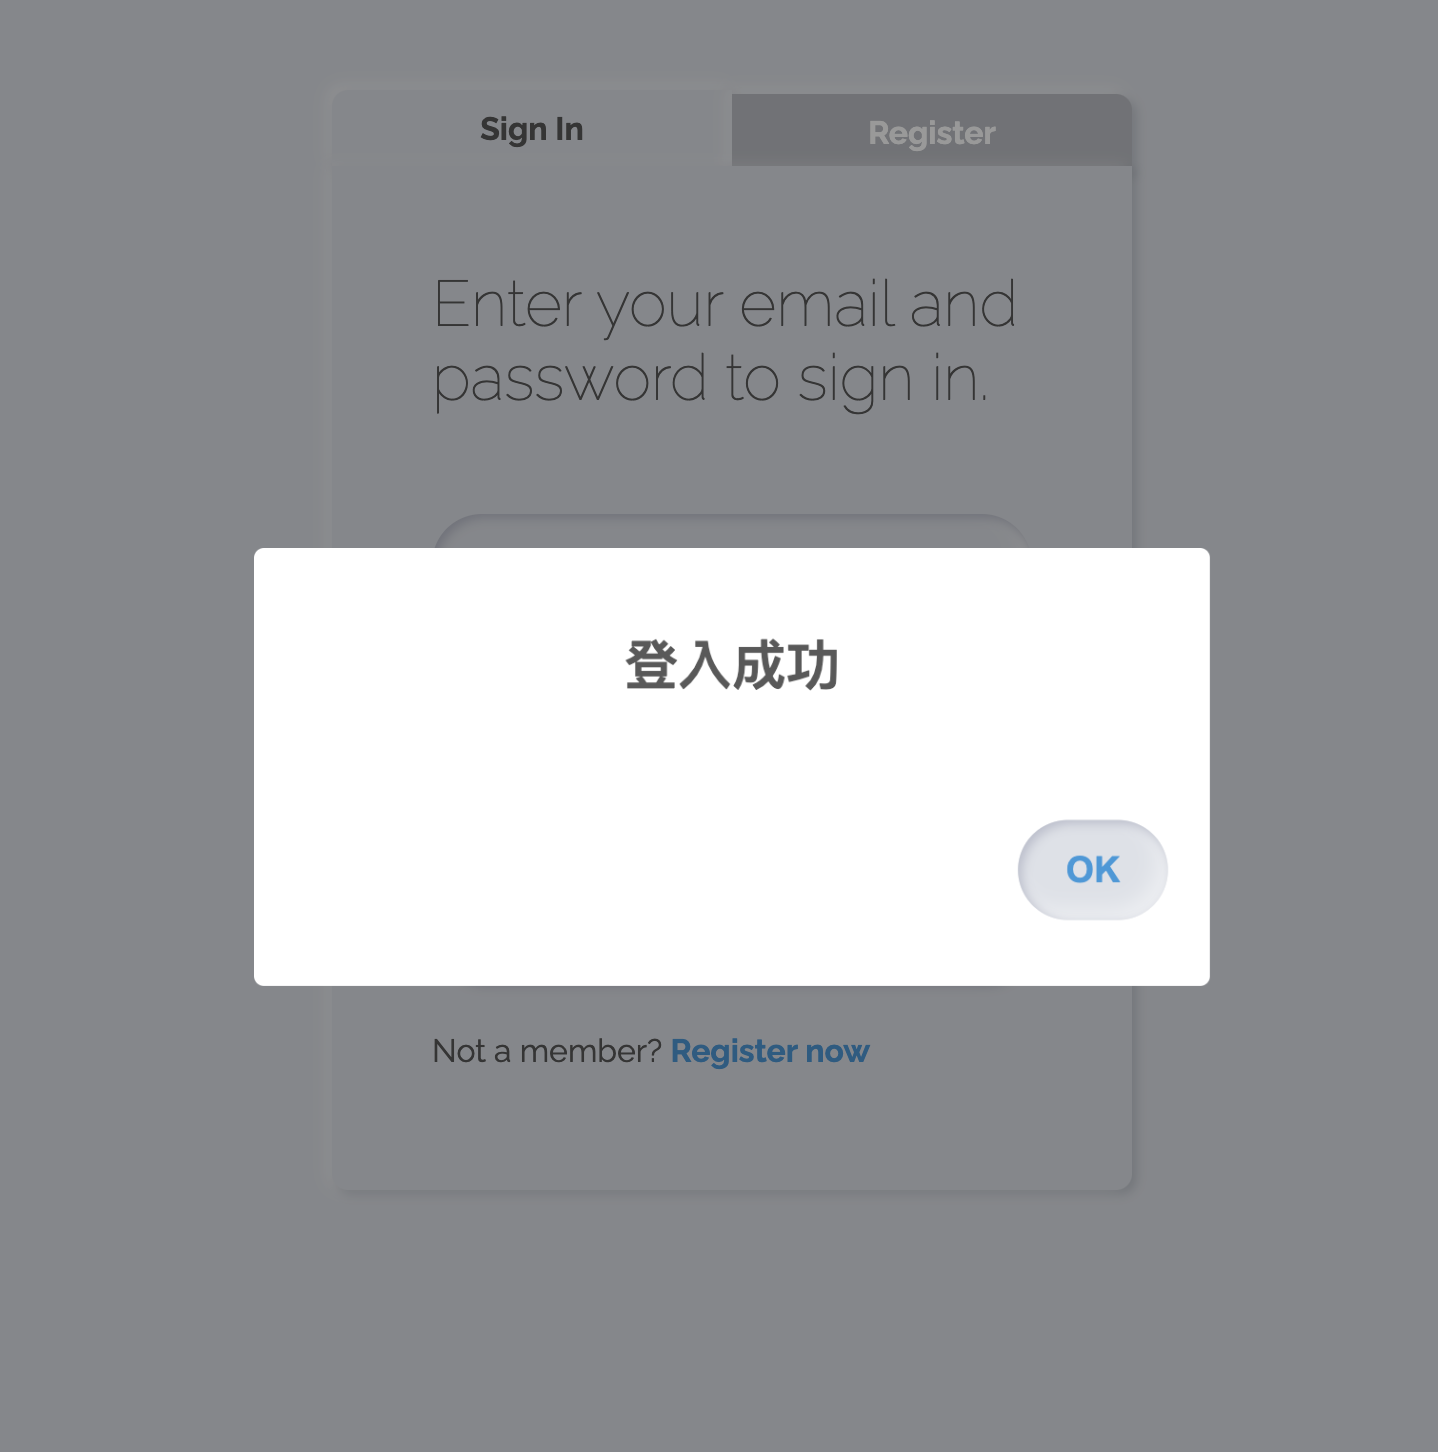 Sign In
Register
Enter your email and
password to sign in.
登入成功
OK
Not a member? Register now